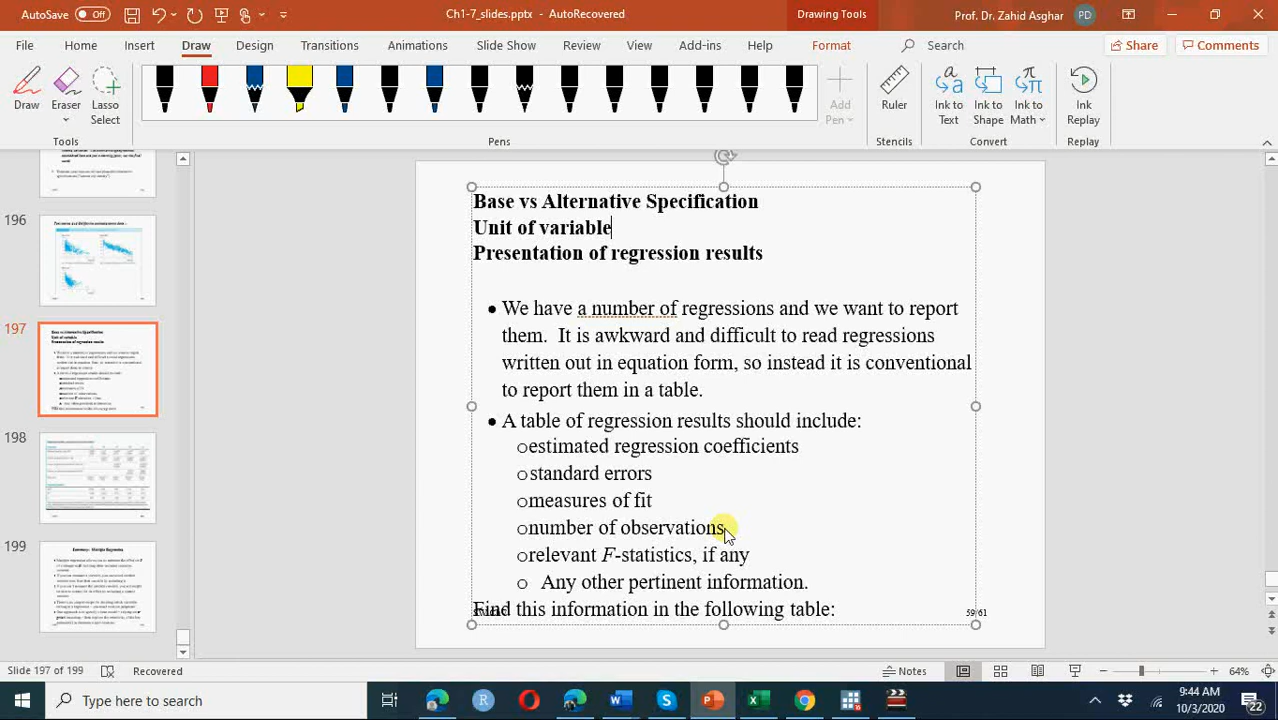 AutoSave Off Ch1-7_slides.pptx - AutoRecovered Drawing Tools Prof. Dr. Zahid Asghar PD
File Home Insert Draw Design Transitions Animations Slide Show Review View Add-ins Help Format Search Share Comments
Draw Eraser Lasso Select Add Pen Ruler Ink to Text Ink to Shape Ink to Math Ink Replay
Tools Pens Stencils Convert Replay
196
197
198
199
Base vs Alternative Specification
Unit of variable
Presentation of regression results
• We have a number of regressions and we want to report
them. It is awkward and difficult to read regressions
written out in equation form, so instead it is conventional
to report them in a table.
• A table of regression results should include:
estimated regression coefficients
standard errors
measures of fit
number of observations
relevant F-statistics, if any
Any other pertinent information.
Find this information in the following table:
61
Slide 197 of 199 Recovered Notes 64%
Type here to search 9:44 AM
10/3/2020 22